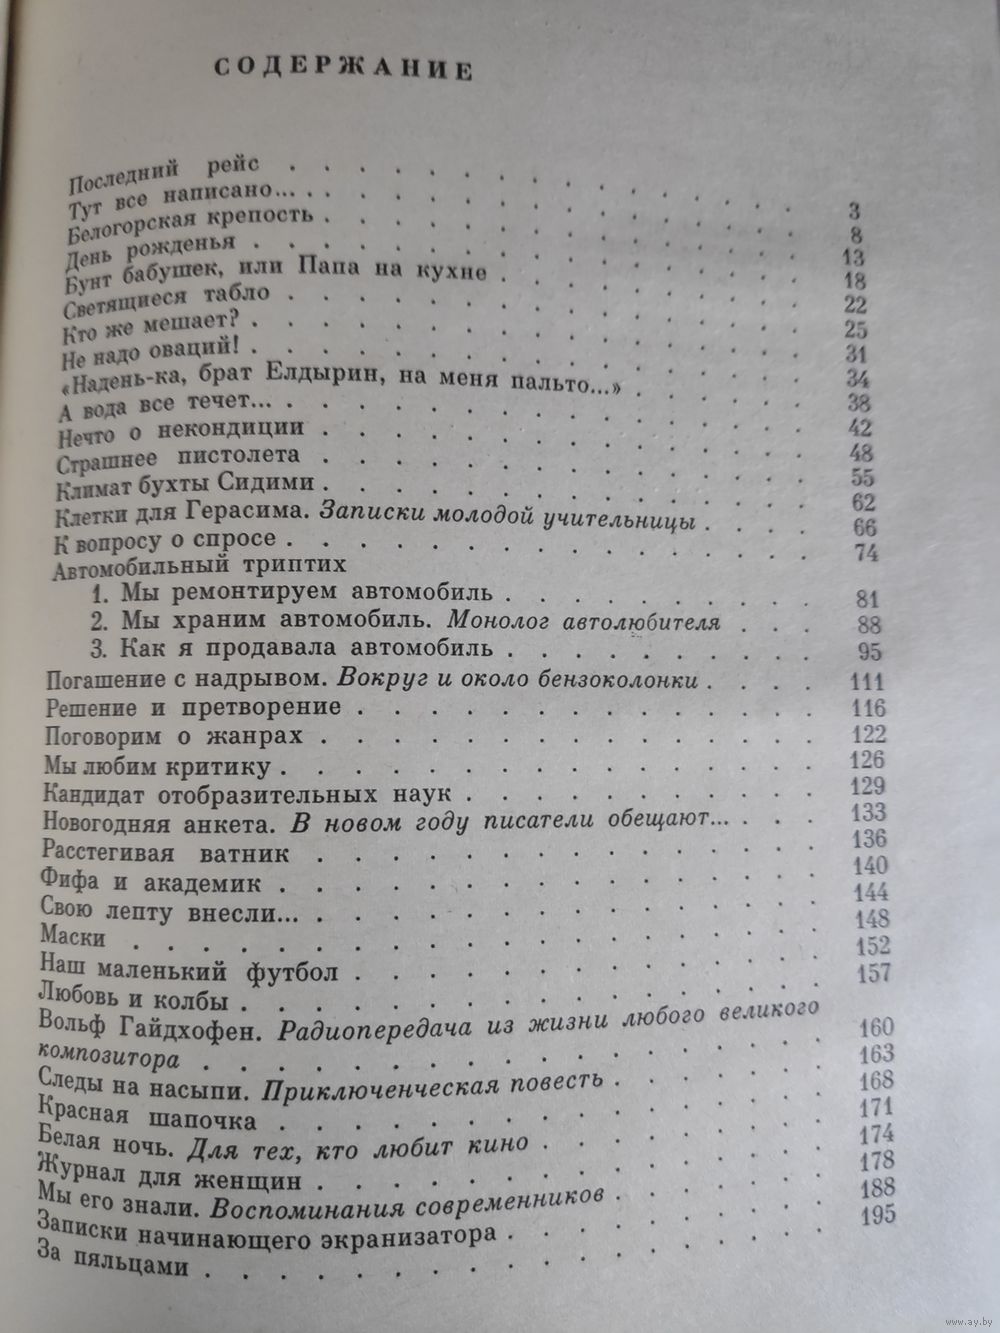 СОДЕРЖАНИЕ
Последний рейс . . . . . . . . . . . . . . 3
Тут все написано... . . . . . . . . . . . . . 8
Белогорская крепость . . . . . . . . . . . . 13
День рожденья . . . . . . . . . . . . . . . 18
Бунт бабушек, или Папа на кухне . . . . . . . 22
Светящиеся табло . . . . . . . . . . . . . 25
Кто же мешает? . . . . . . . . . . . . . . 31
Не надо оваций! . . . . . . . . . . . . . . 34
«Надень-ка, брат Елдырин, на меня пальто...» . . . . 38
А вода все течет... . . . . . . . . . . . . . 42
Нечто о некондиции . . . . . . . . . . . . 48
Страшнее пистолета . . . . . . . . . . . . 55
Климат бухты Сидими . . . . . . . . . . . . 62
Клетки для Герасима. Записки молодой учительницы . . . . 66
К вопросу о спросе . . . . . . . . . . . . . 74
Автомобильный триптих
1. Мы ремонтируем автомобиль . . . . . . . . 81
2. Мы храним автомобиль. Монолог автолюбителя . . . 88
3. Как я продавала автомобиль . . . . . . . . 95
Погашение с надрывом. Вокруг и около бензоколонки . . . . 111
Решение и претворение . . . . . . . . . . . 116
Поговорим о жанрах . . . . . . . . . . . . 122
Мы любим критику . . . . . . . . . . . . . 126
Кандидат отобразительных наук . . . . . . . . 129
Новогодняя анкета. В новом году писатели обещают... . . . 133
Расстегивая ватник . . . . . . . . . . . . 136
Фифа и академик . . . . . . . . . . . . . 140
Свою лепту внесли... . . . . . . . . . . . . 144
Маски . . . . . . . . . . . . . . . . . 148
Наш маленький футбол . . . . . . . . . . . 152
Любовь и колбы . . . . . . . . . . . . . . 157
Вольф Гайдхофен. Радиопередача из жизни любого великого
композитора . . . . . . . . . . . . . . . 160
Следы на насыпи. Приключенческая повесть . . . . . 163
Красная шапочка . . . . . . . . . . . . . 168
Белая ночь. Для тех, кто любит кино . . . . . . . 171
Журнал для женщин . . . . . . . . . . . . 174
Мы его знали. Воспоминания современников . . . . . 178
Записки начинающего экранизатора . . . . . . . 188
За пяльцами . . . . . . . . . . . . . . . 195
www.ay.by